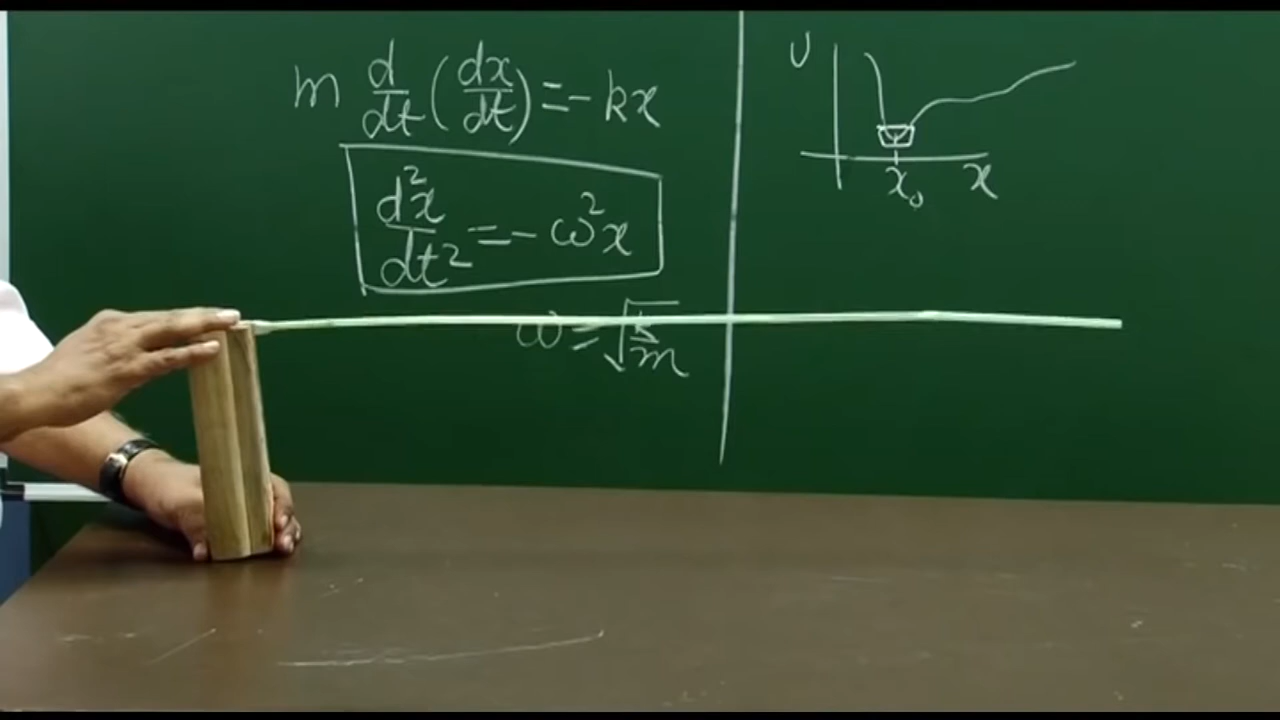 m d/dt (dx/dt) = - kx
d²x/dt² = - ω²x
ω = √(k/m)
U
x₀ x